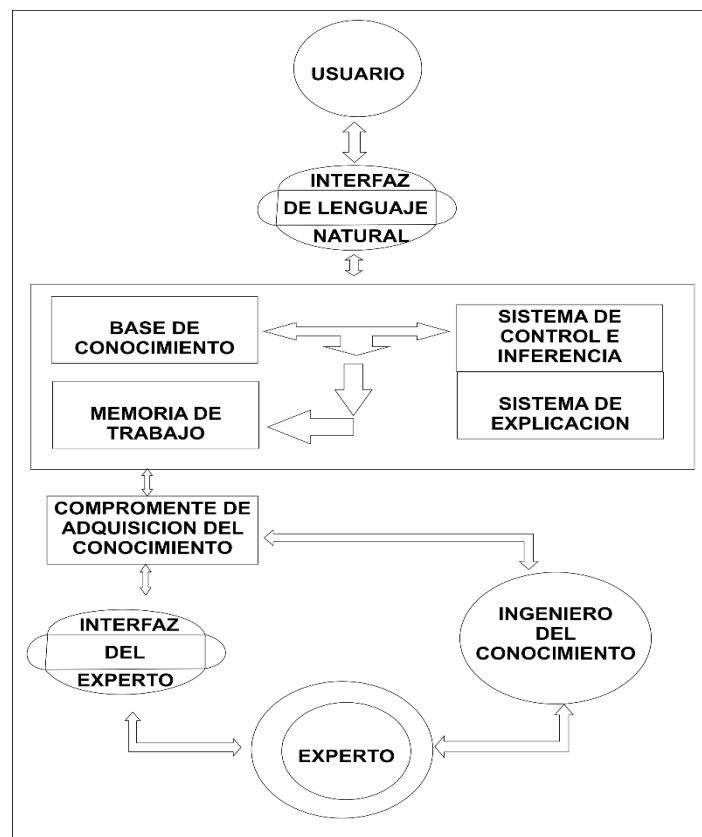 USUARIO
INTERFAZ
DE LENGUAJE
NATURAL
BASE DE
CONOCIMIENTO
SISTEMA DE
CONTROL E
INFERENCIA
MEMORIA DE
TRABAJO
SISTEMA DE
EXPLICACION
COMPROMENTE DE
ADQUISICION DEL
CONOCIMIENTO
INTERFAZ
DEL
EXPERTO
INGENIERO
DEL
CONOCIMIENTO
EXPERTO